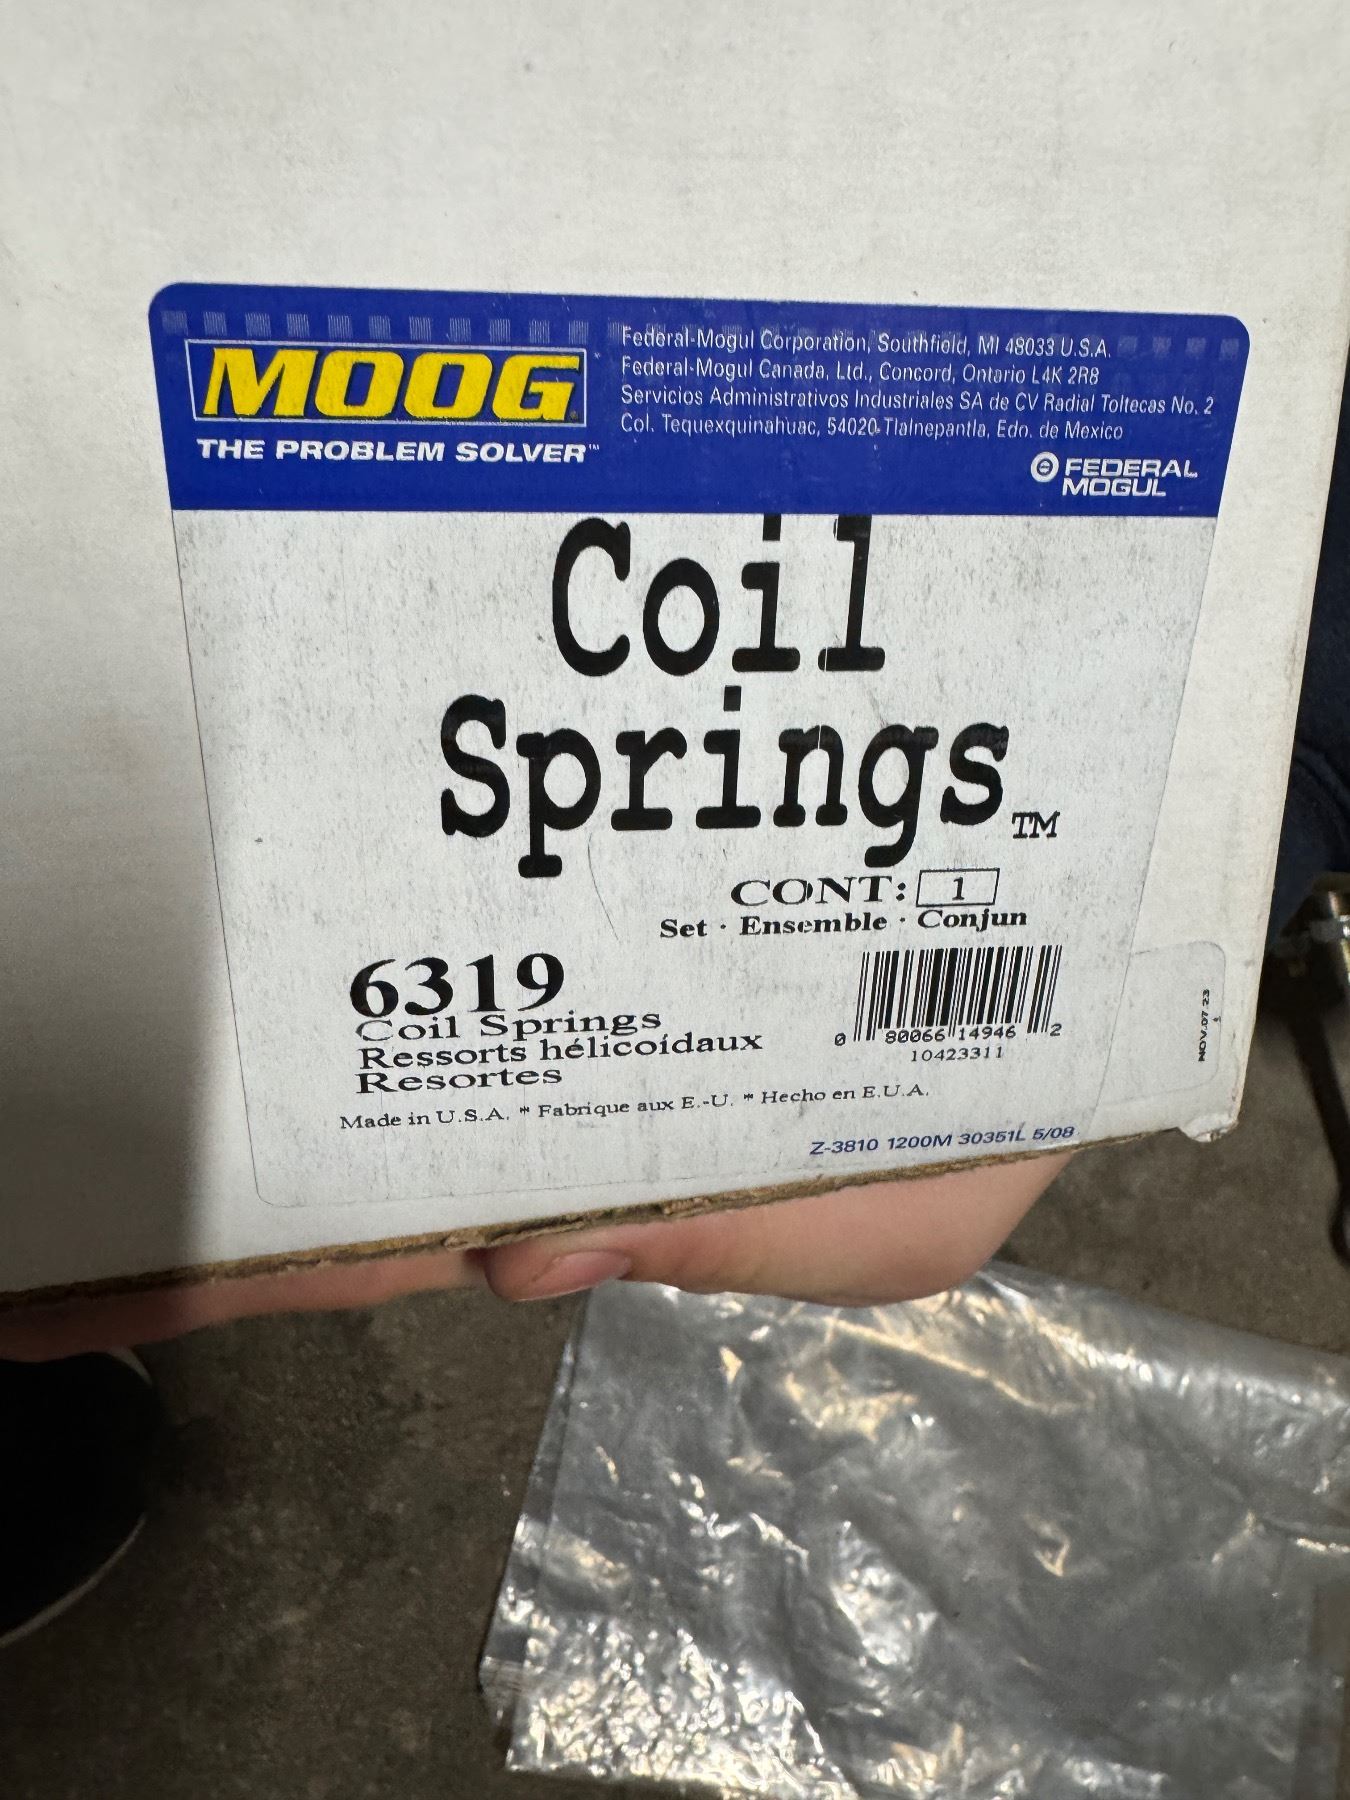 MOOG
THE PROBLEM SOLVER™
Federal-Mogul Corporation, Southfield, MI 48033 U.S.A.
Federal-Mogul Canada, Ltd., Concord, Ontario L4K 2R8
Servicios Administrativos Industriales SA de CV Radial Toltecas No. 2
Col. Tequexquinahuac, 54020 Tlalnepantla, Edo. de Mexico
FEDERAL
MOGUL
Coil
Springs™
CONT: 1
Set · Ensemble · Conjun
6319
Coil Springs
Ressorts hélicoídaux
Resortes
0 80066 14946 2
10423311
Made in U.S.A. * Fabrique aux E.-U. * Hecho en E.U.A.
Z-3810 1200M 30351L 5/08
NOV.07 23